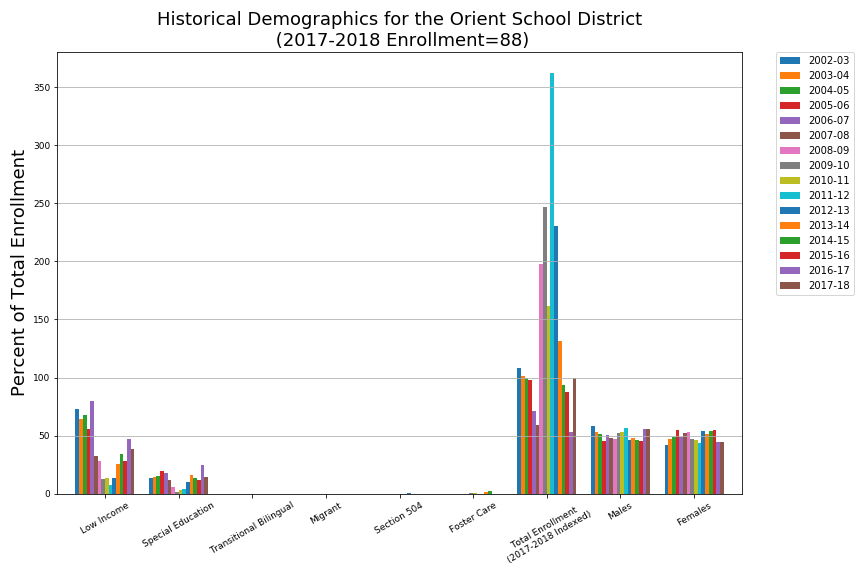 Historical Demographics for the Orient School District
(2017-2018 Enrollment=88)
Percent of Total Enrollment
350
300
250
200
150
100
50
0
Low Income
Special Education
Transitional Bilingual
Migrant
Section 504
Foster Care
Total Enrollment
(2017-2018 Indexed)
Males
Females
2002-03
2003-04
2004-05
2005-06
2006-07
2007-08
2008-09
2009-10
2010-11
2011-12
2012-13
2013-14
2014-15
2015-16
2016-17
2017-18